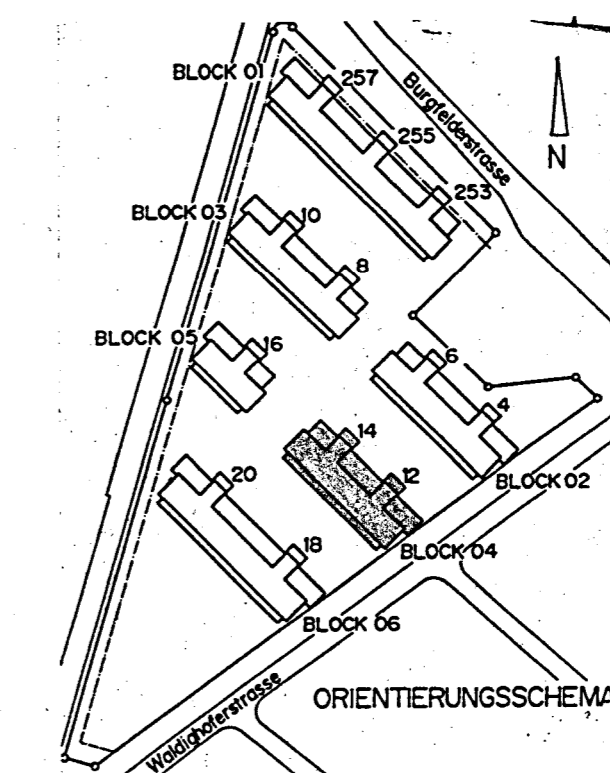 BLOCK 01
257
Burgfelderstrasse
255
N
253
BLOCK 03
10
8
BLOCK 05
16
6
4
14
20
12
BLOCK 02
18
BLOCK 04
BLOCK 06
ORIENTIERUNGSSCHEMA
Waldighoferstrasse